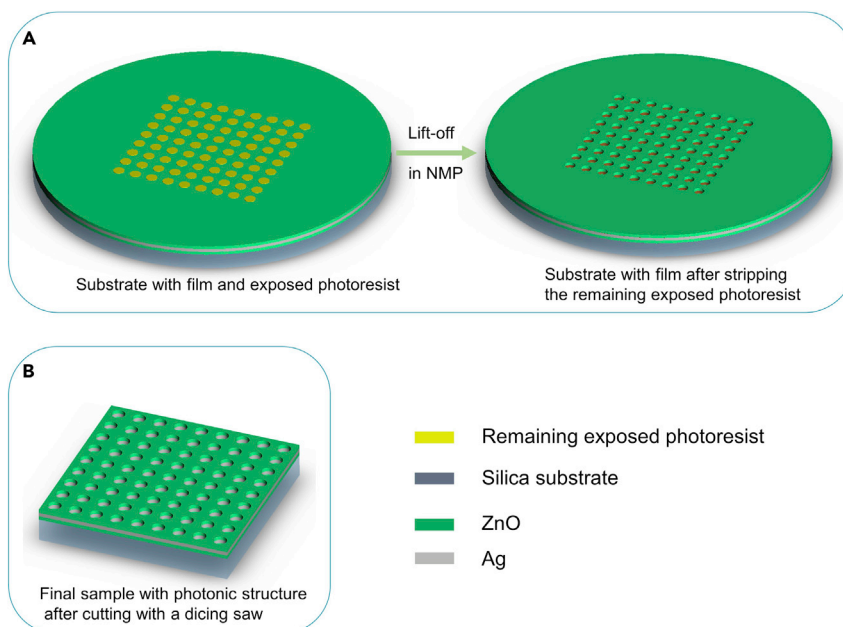 A
Lift-off
in NMP
Substrate with film and exposed photoresist
Substrate with film after stripping
the remaining exposed photoresist
B
Final sample with photonic structure
after cutting with a dicing saw
Remaining exposed photoresist
Silica substrate
ZnO
Ag